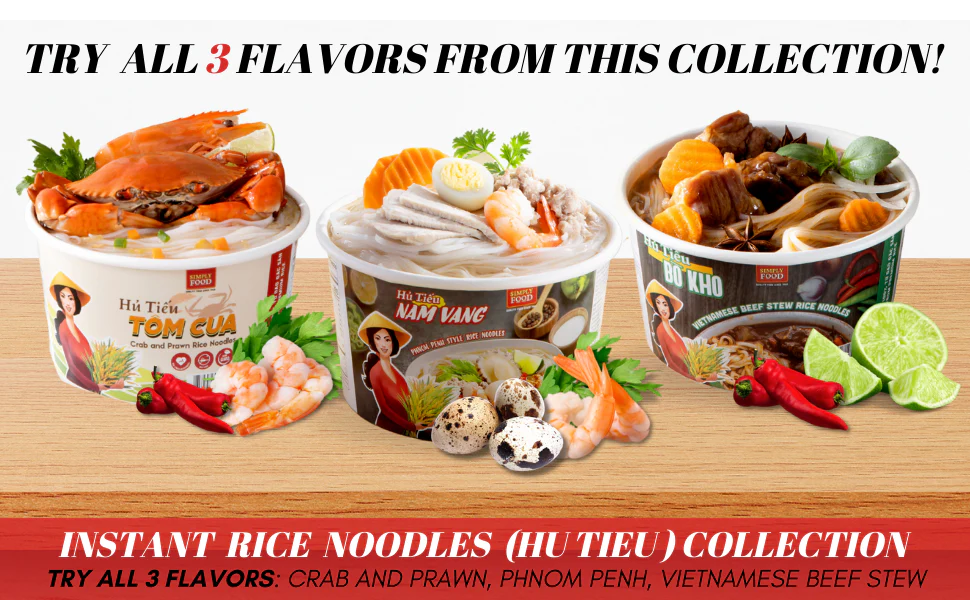 TRY ALL 3 FLAVORS FROM THIS COLLECTION!
SIMPLY
FOOD
Hủ Tiếu
TOM CUA
Crab and Prawn Rice Noodles
Hủ Tiếu
NAM VANG
SIMPLY
FOOD
PHNOM PENH STYLE RICE NOODLES
Hủ Tiếu
BO KHO
SIMPLY
FOOD
VIETNAMESE BEEF STEW RICE NOODLES
INSTANT RICE NOODLES (HU TIEU) COLLECTION
TRY ALL 3 FLAVORS: CRAB AND PRAWN, PHNOM PENH, VIETNAMESE BEEF STEW